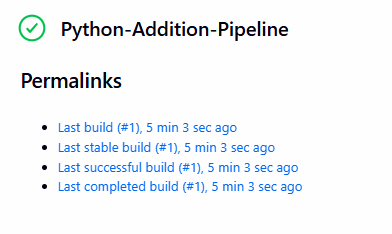 Python-Addition-Pipeline
Permalinks
Last build (#1), 5 min 3 sec ago
Last stable build (#1), 5 min 3 sec ago
Last successful build (#1), 5 min 3 sec ago
Last completed build (#1), 5 min 3 sec ago